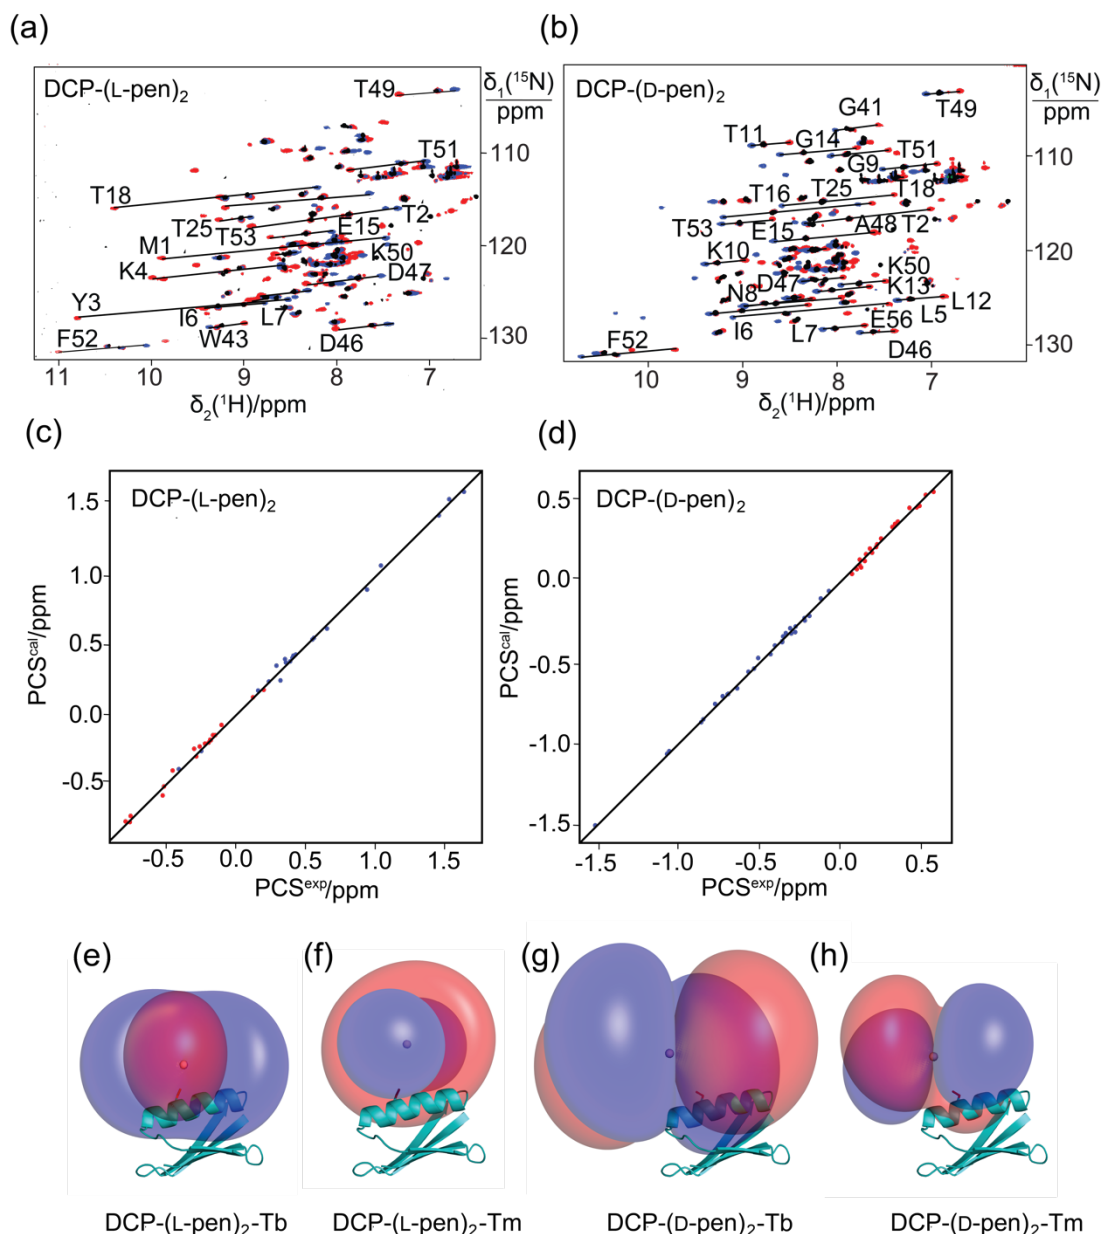 (a)
DCP-(L-pen)₂
T49
T51
T18
T25
T53
T2
E15
M1
K50
K4
D47
Y3
I6
L7
F52
W43
D46
11
10
9
8
7
δ₂(¹H)/ppm
δ₁(¹⁵N)
ppm
110
120
130
(b)
DCP-(D-pen)₂
T49
G41
T11
G14
G9
T51
T16
T25
T18
T53
E15
A48
T2
K10
K50
D47
N8
K13
L12
I6
L5
L7
E56
F52
D46
10
9
8
7
δ₂(¹H)/ppm
δ₁(¹⁵N)
ppm
110
120
130
(c)
DCP-(L-pen)₂
1.5
1.0
0.5
0.0
-0.5
PCSᶜᵃˡ/ppm
-0.5
0.0
0.5
1.0
1.5
PCSᵉˣᵖ/ppm
(d)
DCP-(D-pen)₂
0.5
0.0
-0.5
-1.0
-1.5
PCSᶜᵃˡ/ppm
-1.5
-1.0
-0.5
0.0
0.5
PCSᵉˣᵖ/ppm
(e)
(f)
(g)
(h)
DCP-(L-pen)₂-Tb
DCP-(L-pen)₂-Tm
DCP-(D-pen)₂-Tb
DCP-(D-pen)₂-Tm